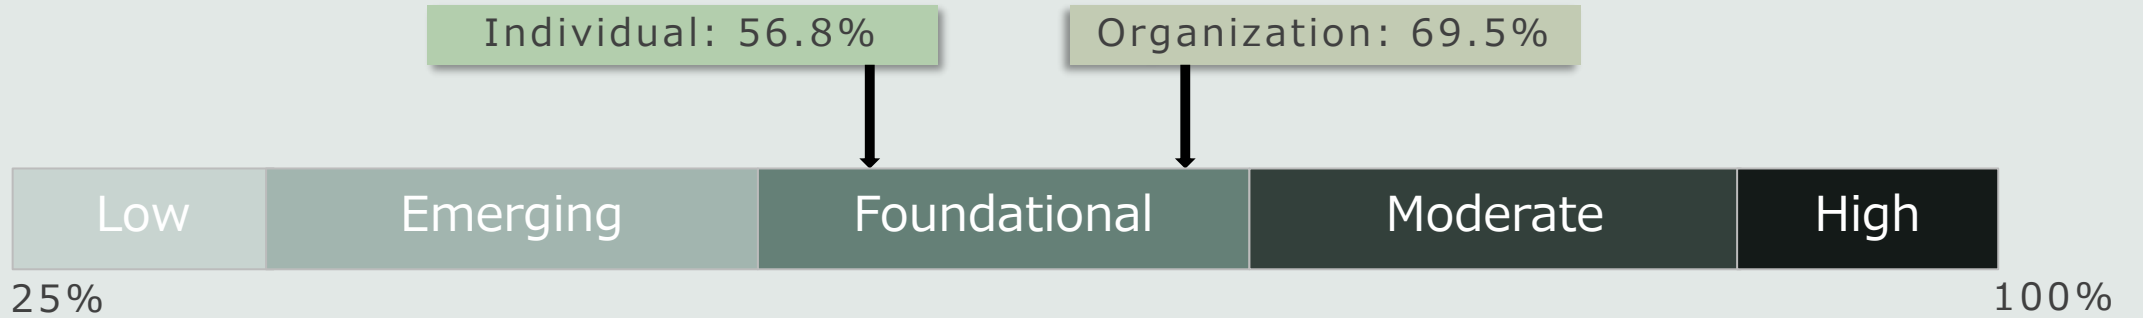 Individual: 56.8%
Organization: 69.5%
Low
Emerging
Foundational
Moderate
High
25%
100%